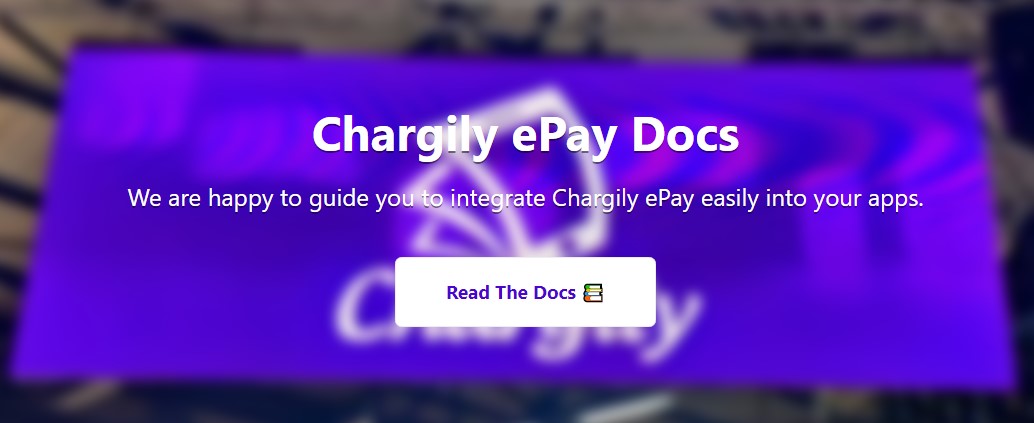 Chargily ePay Docs
We are happy to guide you to integrate Chargily ePay easily into your apps.
Read The Docs 📚
Chargily